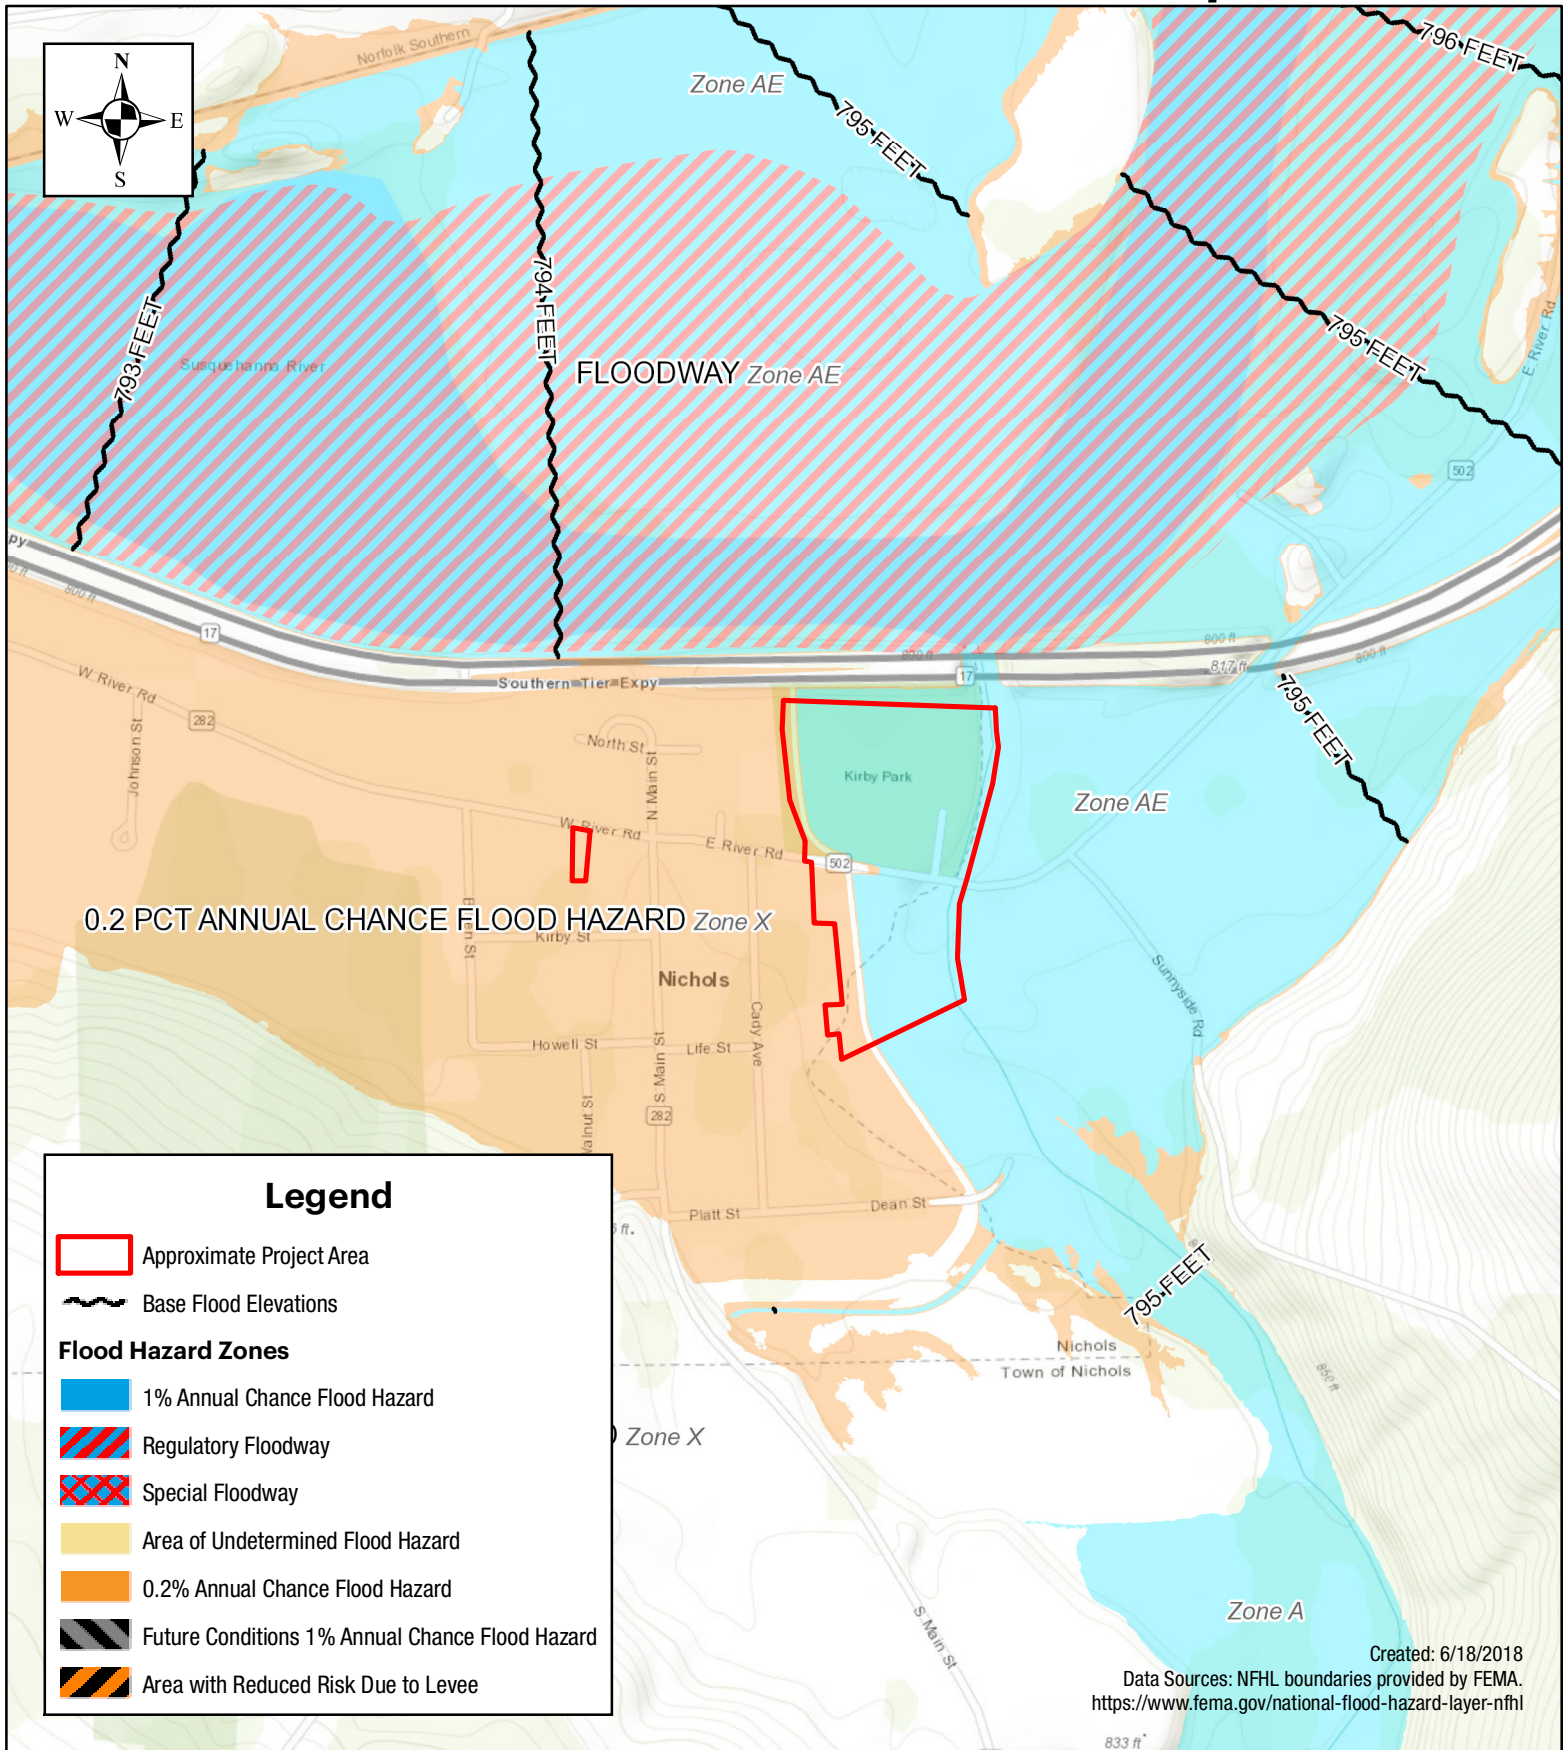 796 FEET
Norfolk Southern
N
W E
S
Zone AE
795 FEET
793 FEET
794 FEET
Susquehanna River
FLOODWAY Zone AE
795 FEET
E River Rd
502
py
800 ft
17
800 ft
800 ft
817 ft
800 ft
Southern Tier Expy
17
W River Rd
282
Johnson St
North St
N Main St
795 FEET
Kirby Park
Zone AE
W River Rd
E River Rd
502
0.2 PCT ANNUAL CHANCE FLOOD HAZARD Zone X
Kirby St
Nichols
Sunnyside Rd
Cady Ave
Howell St
S Main St
Life St
Walnut St
282
Dean St
Platt St
ft.
795 FEET
Nichols
Town of Nichols
850 ft
Zone X
S Main St
Zone A
833 ft
Legend
Approximate Project Area
Base Flood Elevations
Flood Hazard Zones
1% Annual Chance Flood Hazard
Regulatory Floodway
Special Floodway
Area of Undetermined Flood Hazard
0.2% Annual Chance Flood Hazard
Future Conditions 1% Annual Chance Flood Hazard
Area with Reduced Risk Due to Levee
Created: 6/18/2018
Data Sources: NFHL boundaries provided by FEMA.
https://www.fema.gov/national-flood-hazard-layer-nfhl